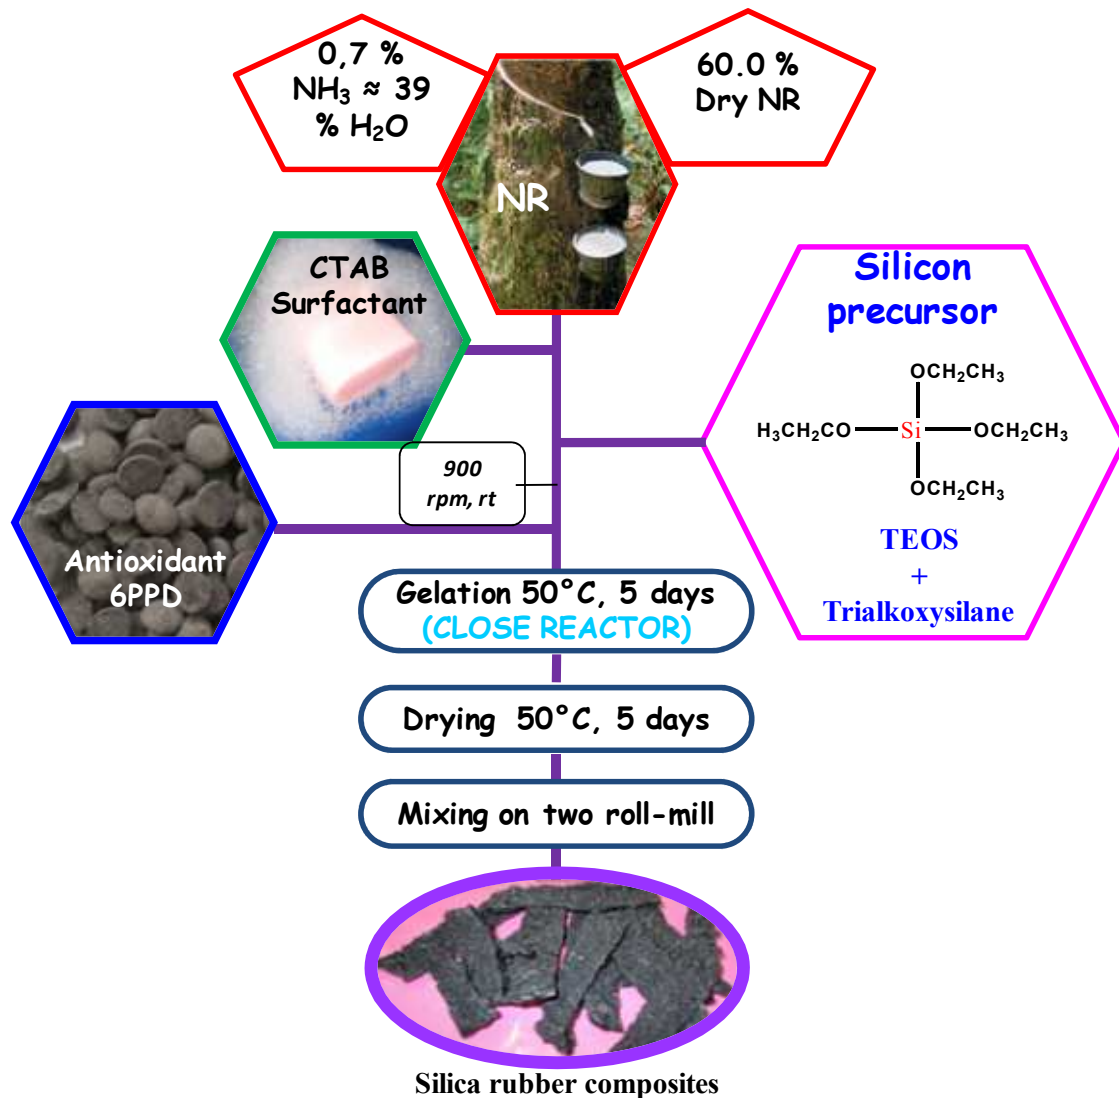 0,7 %
NH₃ ≈ 39
% H₂O
60.0 %
Dry NR
NR
CTAB
Surfactant
Silicon
precursor
OCH₂CH₃
H₃CH₂CO
Si
OCH₂CH₃
OCH₂CH₃
TEOS
+
Trialkoxysilane
900
rpm, rt
Antioxidant
6PPD
Gelation 50°C, 5 days
(CLOSE REACTOR)
Drying 50°C, 5 days
Mixing on two roll-mill
Silica rubber composites